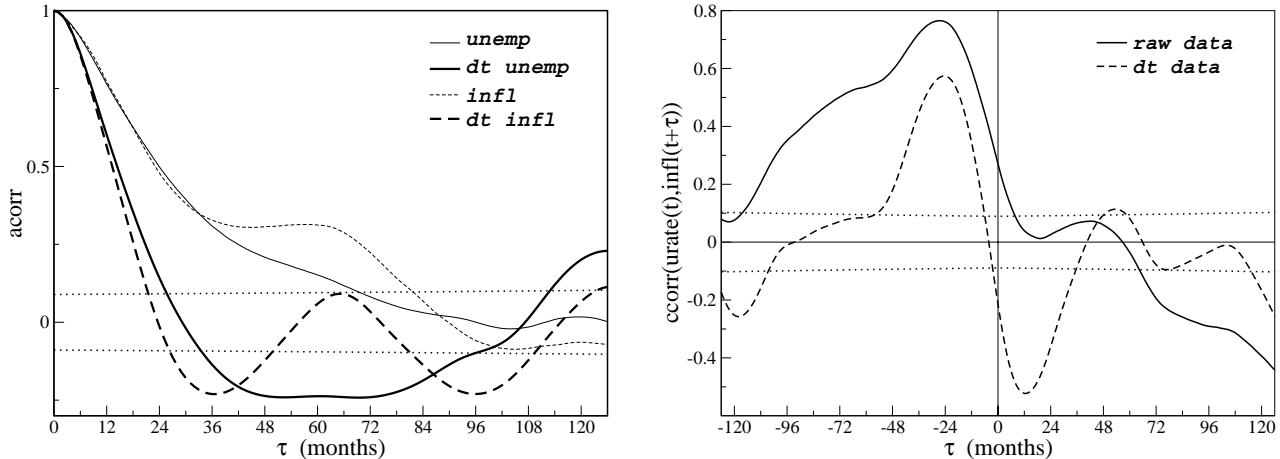 1
0.5
0
acorr
unemp
dt unemp
infl
dt infl
0 12 24 36 48 60 72 84 96 108 120
τ (months)
0.8
0.6
0.4
0.2
0
-0.2
-0.4
ccorr(urate(t),infl(t+τ))
raw data
dt data
-120 -96 -72 -48 -24 0 24 48 72 96 120
τ (months)